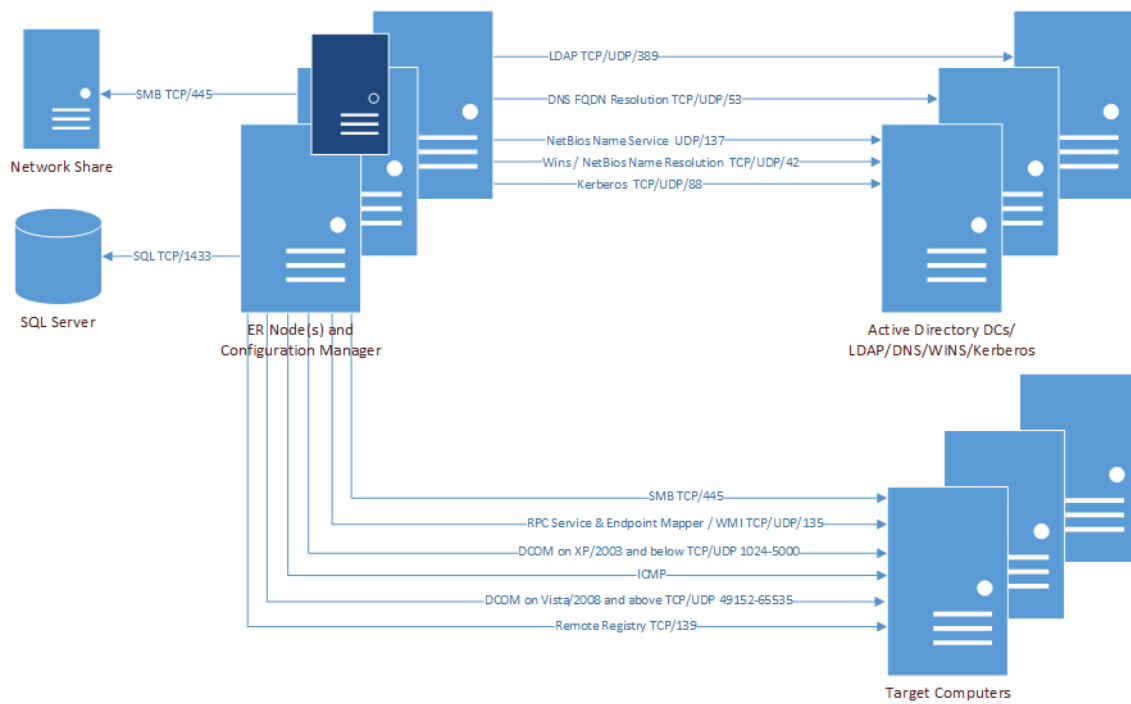 LDAP TCP/UDP/389
SMB TCP/445
DNS FQDN Resolution TCP/UDP/53
NetBios Name Service UDP/137
Wins / NetBios Name Resolution TCP/UDP/42
Kerberos TCP/UDP/88
Network Share
SQL TCP/1433
SQL Server
ER Node(s) and
Configuration Manager
Active Directory DCs/
LDAP/DNS/WINS/Kerberos
SMB TCP/445
RPC Service & Endpoint Mapper / WMI TCP/UDP/135
DCOM on XP/2003 and below TCP/UDP 1024-5000
ICMP
DCOM on Vista/2008 and above TCP/UDP 49152-65535
Remote Registry TCP/139
Target Computers